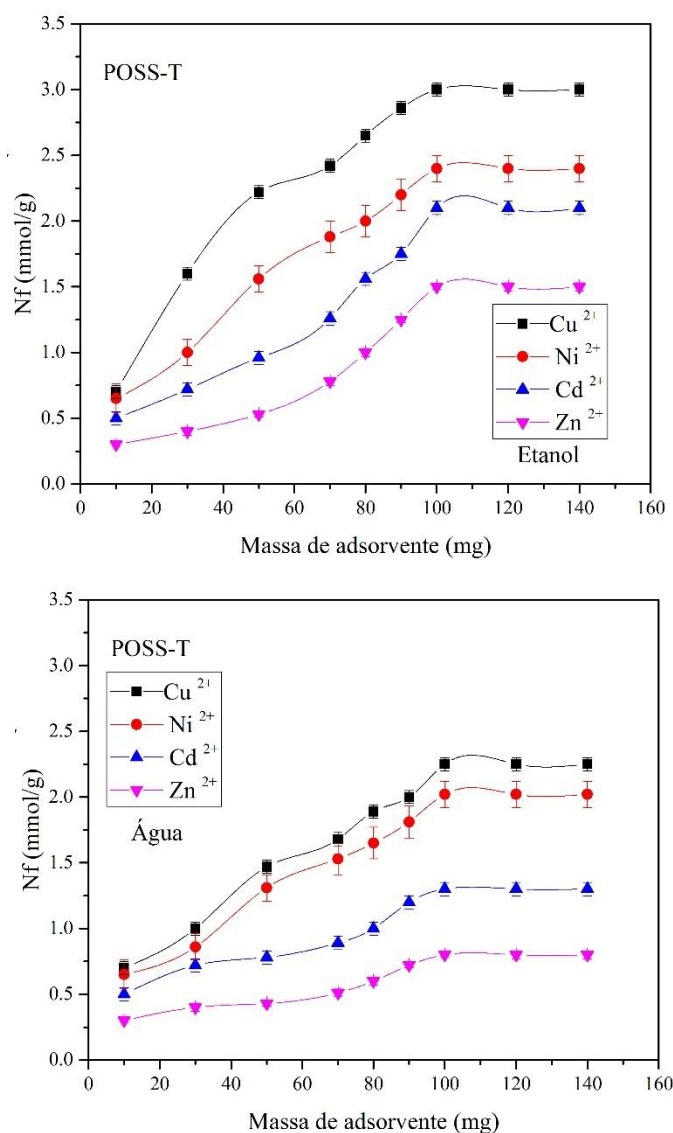 3.5
3.0
2.5
2.0
1.5
1.0
0.5
0.0
Nf (mmol/g)
POSS-T
Cu 2+
Ni 2+
Cd 2+
Zn 2+
Etanol
0 20 40 60 80 100 120 140 160
Massa de adsorvente (mg)
3.5
3.0
2.5
2.0
1.5
1.0
0.5
0.0
Nf (mmol/g)
POSS-T
Cu 2+
Ni 2+
Cd 2+
Zn 2+
Água
0 20 40 60 80 100 120 140 160
Massa de adsorvente (mg)